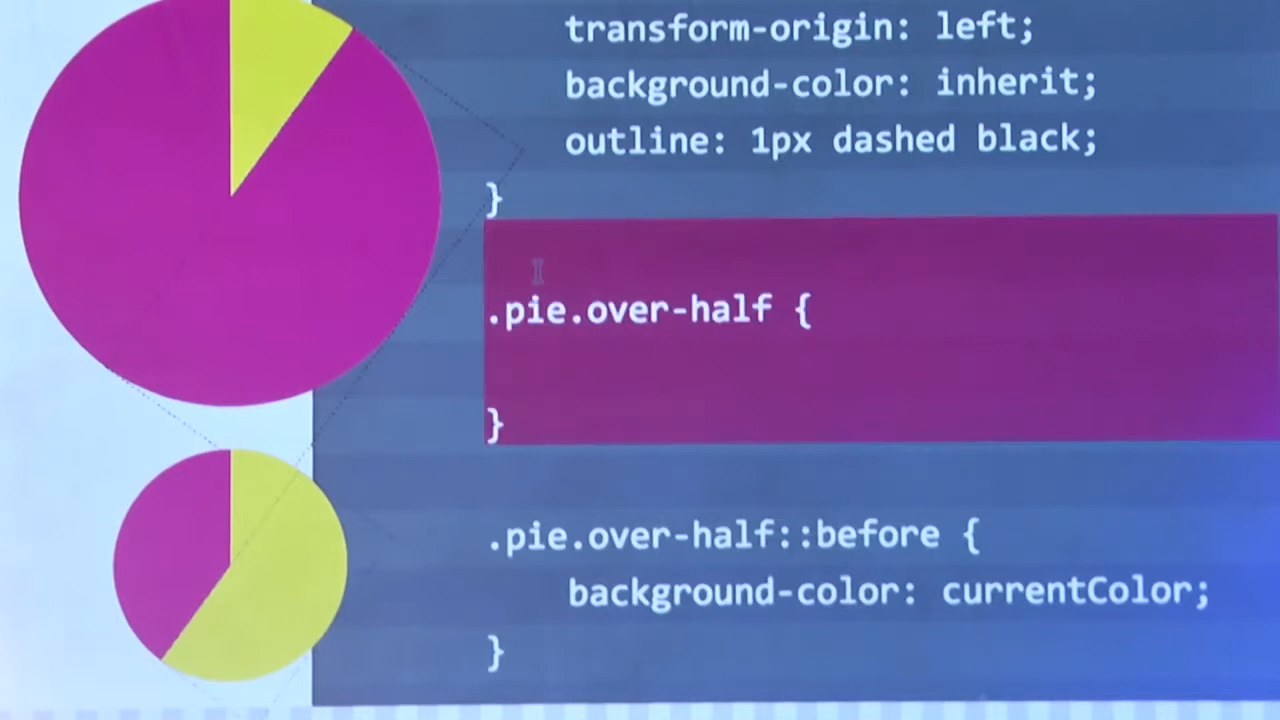 transform-origin: left;
background-color: inherit;
outline: 1px dashed black;
}
.pie.over-half {
}
.pie.over-half::before {
background-color: currentColor;
}